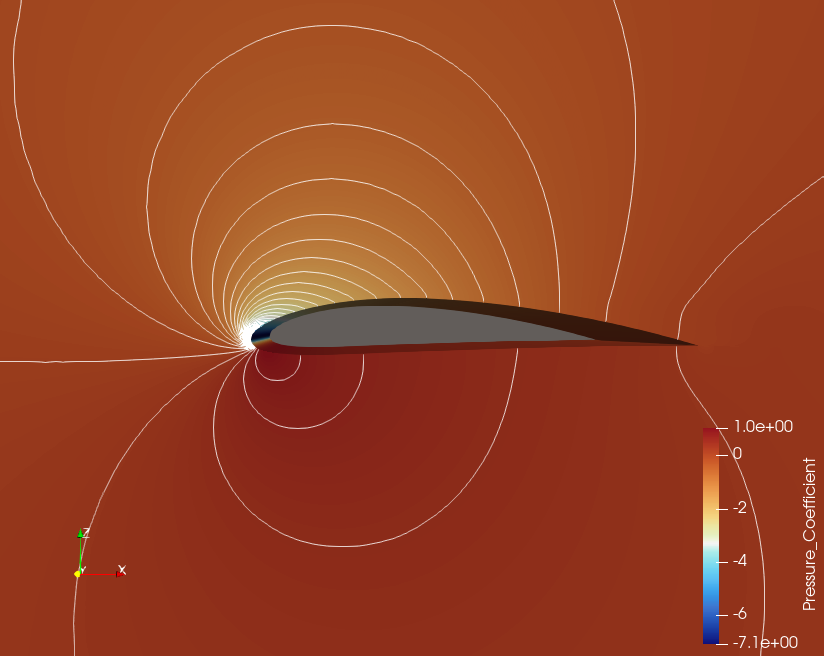 1.0e+00
0
-2
-4
-6
-7.1e+00
Pressure_Coefficient
Z
Y
X